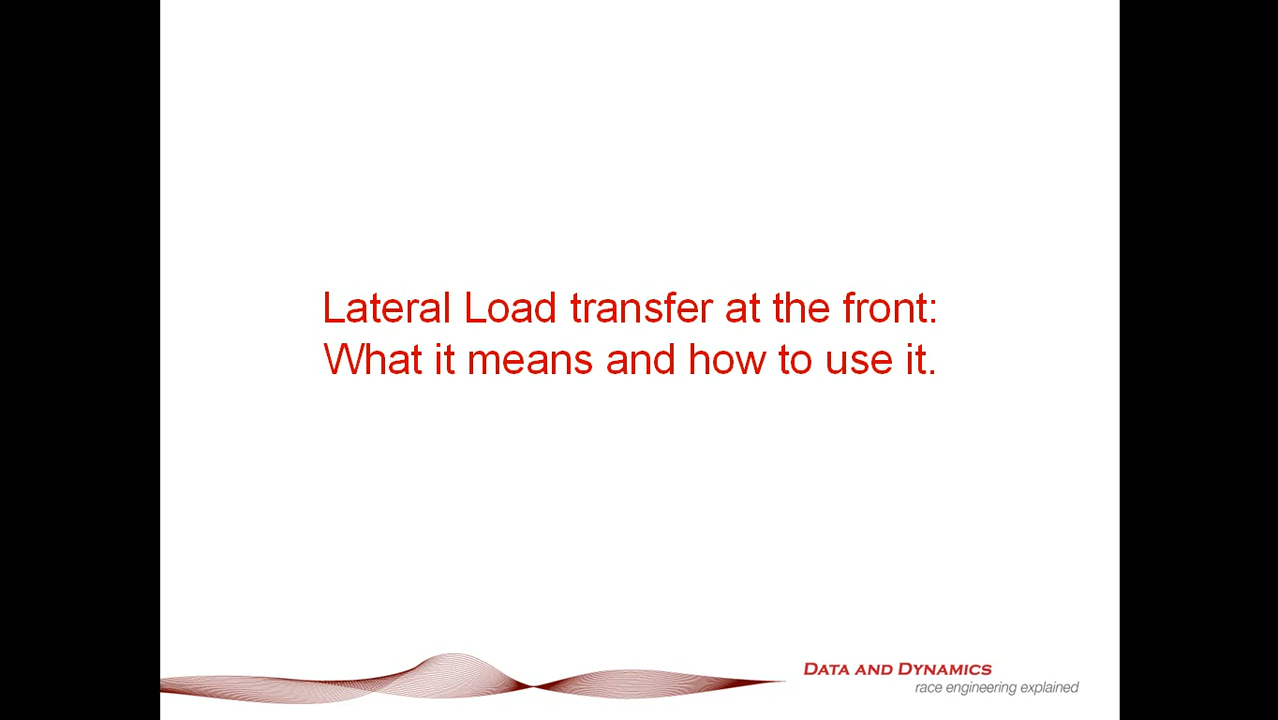 Lateral Load transfer at the front:
What it means and how to use it.
DATA AND DYNAMICS
race engineering explained